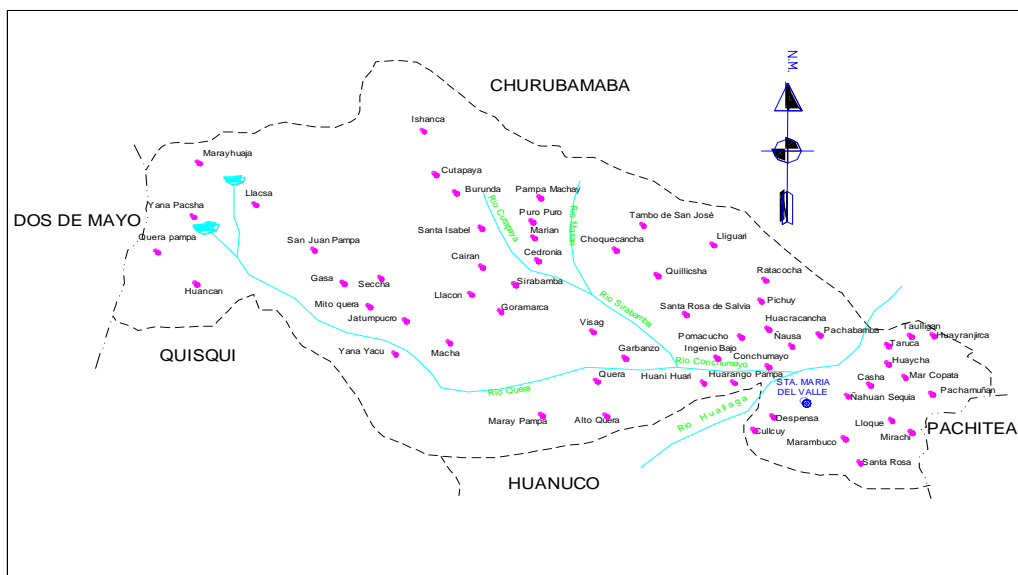 N.M.
CHURUBAMABA
Ishanca
Marayhuaja
Cutapaya
Burunda
Pampa Machay
Llacsa
Yana Pacsha
DOS DE MAYO
Rio Cutapaya
Puro Puro
Rio Marian
Tambo de San José
Santa Isabel
Marian
Quera pampa
San Juan Pampa
Choquecancha
Lliguari
Cedronia
Cairan
Quillicsha
Ratacocha
Huancan
Gasa
Seccha
Sirabamba
Llacon
Pichuy
Mito quera
Santa Rosa de Salvia
Rio Sirabamba
Goramarca
Jatumpucro
Visag
Huacracancha
Pachabamba
Taulligan
Huayranjirca
Pomacucho
Ñausa
Taruca
QUISQUI
Yana Yacu
Macha
Garbanzo
Ingenio Bajo
Conchumayo
Huaycha
Rio Conchumayo
Quera
Huani Huari
Huarango Pampa
Casha
Mar Copata
STA. MARIA
DEL VALLE
Rio Quera
Ñahuan Sequia
Pachamuñan
Rio Huallaga
Maray Pampa
Alto Quera
Despensa
Lloque
PACHITEA
Cullcuy
Marambuco
Mirachi
Santa Rosa
HUANUCO